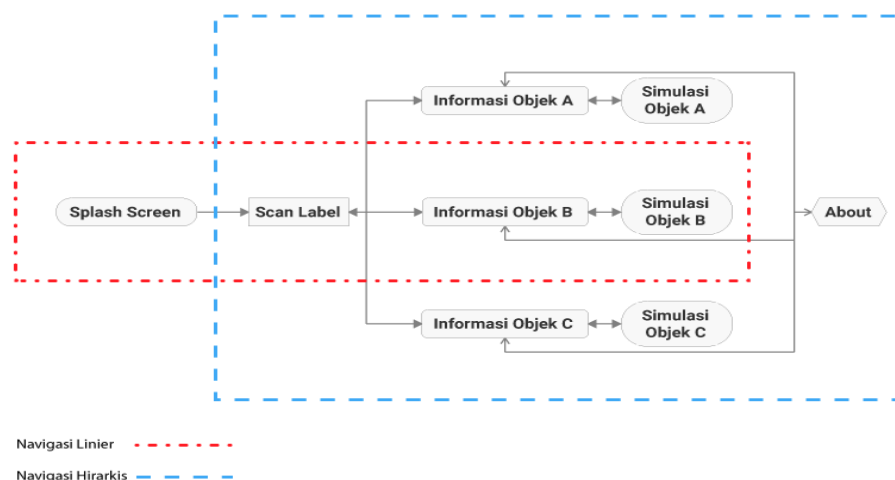 Informasi Objek A
Simulasi
Objek A
Splash Screen
Scan Label
Informasi Objek B
Simulasi
Objek B
About
Informasi Objek C
Simulasi
Objek C
Navigasi Linier
Navigasi Hirarkis